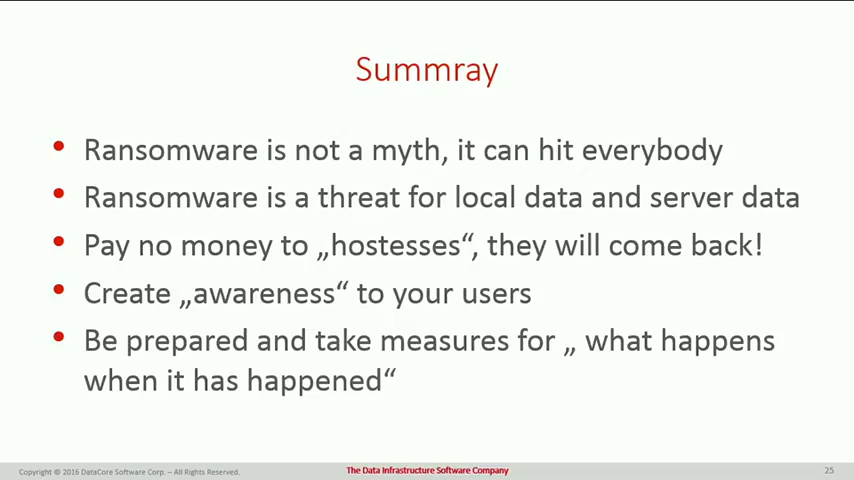 Summray
• Ransomware is not a myth, it can hit everybody
• Ransomware is a threat for local data and server data
• Pay no money to „hostesses“, they will come back!
• Create „awareness“ to your users
• Be prepared and take measures for „ what happens
when it has happened“
Copyright © 2016 DataCore Software Corp. – All Rights Reserved.
The Data Infrastructure Software Company
25